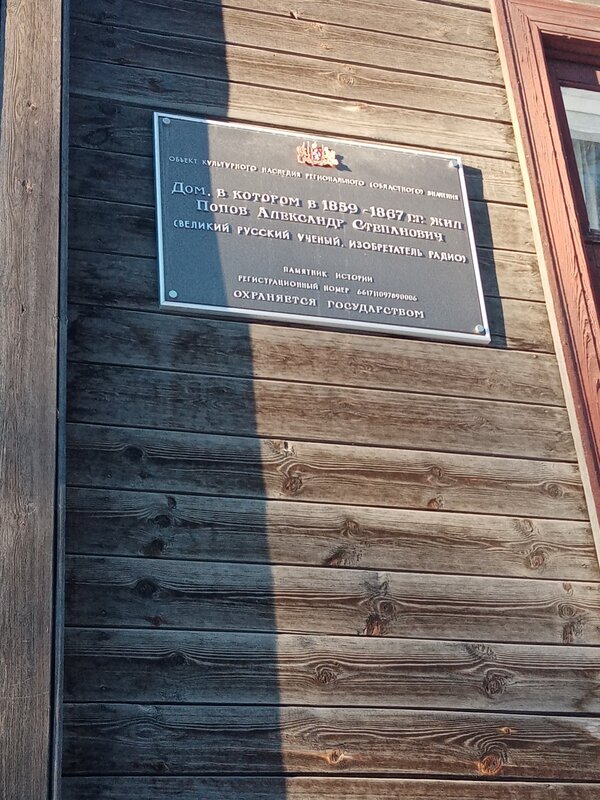 ОБЪЕКТ КУЛЬТУРНОГО НАСЛЕДИЯ РЕГИОНАЛЬНОГО (ОБЛАСТНОГО) ЗНАЧЕНИЯ
Дом, в котором в 1859-1867 гг. жил
Попов Александр Степанович
(ВЕЛИКИЙ РУССКИЙ УЧЕНЫЙ, ИЗОБРЕТАТЕЛЬ РАДИО)
ПАМЯТНИК ИСТОРИИ
РЕГИСТРАЦИОННЫЙ НОМЕР 661711097890006
ОХРАНЯЕТСЯ ГОСУДАРСТВОМ